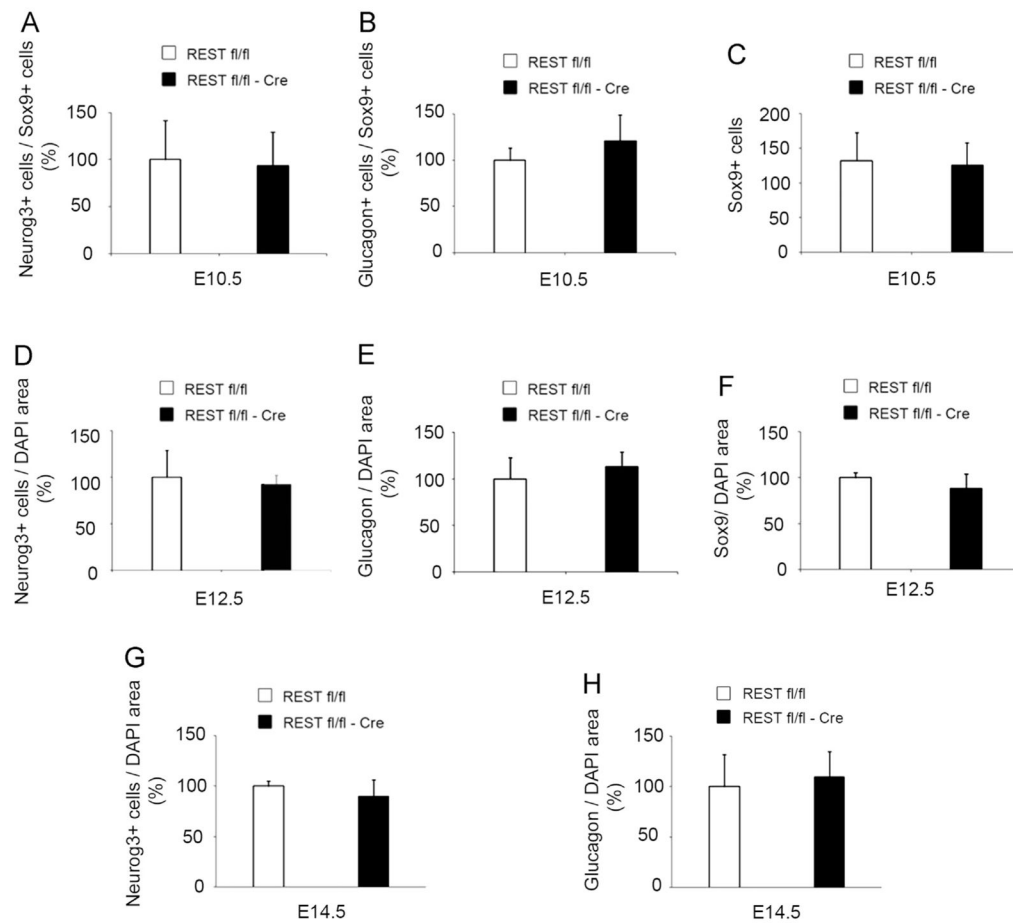 A
REST fl/fl
REST fl/fl - Cre
Neurog3+ cells / Sox9+ cells
(%)
150
100
50
0
E10.5
B
REST fl/fl
REST fl/fl - Cre
Glucagon+ cells / Sox9+ cells
(%)
150
100
50
0
E10.5
C
REST fl/fl
REST fl/fl - Cre
Sox9+ cells
200
150
100
50
0
E10.5
D
REST fl/fl
REST fl/fl - Cre
Neurog3+ cells / DAPI area
(%)
150
100
50
0
E12.5
E
REST fl/fl
REST fl/fl - Cre
Glucagon / DAPI area
(%)
150
100
50
0
E12.5
F
REST fl/fl
REST fl/fl - Cre
Sox9/ DAPI area
(%)
150
100
50
0
E12.5
G
REST fl/fl
REST fl/fl - Cre
Neurog3+ cells / DAPI area
(%)
150
100
50
0
E14.5
H
REST fl/fl
REST fl/fl - Cre
Glucagon / DAPI area
(%)
150
100
50
0
E14.5